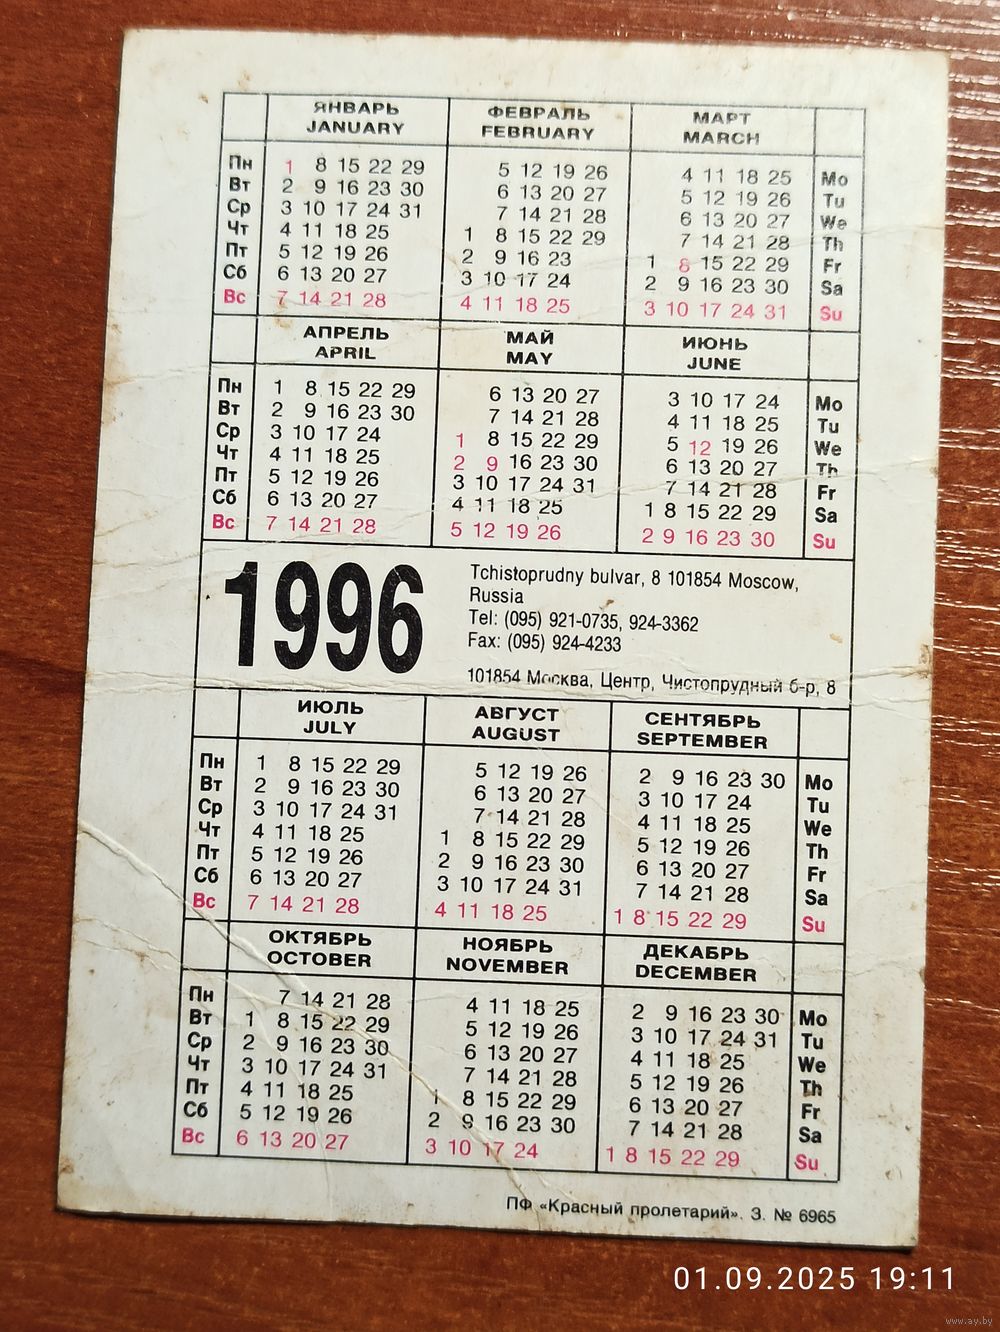 ЯНВАРЬ ФЕВРАЛЬ МАРТ
JANUARY FEBRUARY MARCH
Пн 1 8 15 22 29 5 12 19 26 4 11 18 25 Mo
Вт 2 9 16 23 30 6 13 20 27 5 12 19 26 Tu
Ср 3 10 17 24 31 7 14 21 28 6 13 20 27 We
Чт 4 11 18 25 1 8 15 22 29 7 14 21 28 Th
Пт 5 12 19 26 2 9 16 23 1 8 15 22 29 Fr
Сб 6 13 20 27 3 10 17 24 2 9 16 23 30 Sa
Вс 7 14 21 28 4 11 18 25 3 10 17 24 31 Su
АПРЕЛЬ МАЙ ИЮНЬ
APRIL MAY JUNE
Пн 1 8 15 22 29 6 13 20 27 3 10 17 24 Mo
Вт 2 9 16 23 30 7 14 21 28 4 11 18 25 Tu
Ср 3 10 17 24 1 8 15 22 29 5 12 19 26 We
Чт 4 11 18 25 2 9 16 23 30 6 13 20 27 Th
Пт 5 12 19 26 3 10 17 24 31 7 14 21 28 Fr
Сб 6 13 20 27 4 11 18 25 1 8 15 22 29 Sa
Вс 7 14 21 28 5 12 19 26 2 9 16 23 30 Su
1996
Tchistoprudny bulvar, 8 101854 Moscow,
Russia
Tel: (095) 921-0735, 924-3362
Fax: (095) 924-4233
101854 Москва, Центр, Чистопрудный б-р, 8
ИЮЛЬ АВГУСТ СЕНТЯБРЬ
JULY AUGUST SEPTEMBER
Пн 1 8 15 22 29 5 12 19 26 2 9 16 23 30 Mo
Вт 2 9 16 23 30 6 13 20 27 3 10 17 24 Tu
Ср 3 10 17 24 31 7 14 21 28 4 11 18 25 We
Чт 4 11 18 25 1 8 15 22 29 5 12 19 26 Th
Пт 5 12 19 26 2 9 16 23 30 6 13 20 27 Fr
Сб 6 13 20 27 3 10 17 24 31 7 14 21 28 Sa
Вс 7 14 21 28 4 11 18 25 1 8 15 22 29 Su
ОКТЯБРЬ НОЯБРЬ ДЕКАБРЬ
OCTOBER NOVEMBER DECEMBER
Пн 7 14 21 28 4 11 18 25 2 9 16 23 30 Mo
Вт 1 8 15 22 29 5 12 19 26 3 10 17 24 31 Tu
Ср 2 9 16 23 30 6 13 20 27 4 11 18 25 We
Чт 3 10 17 24 31 7 14 21 28 5 12 19 26 Th
Пт 4 11 18 25 1 8 15 22 29 6 13 20 27 Fr
Сб 5 12 19 26 2 9 16 23 30 7 14 21 28 Sa
Вс 6 13 20 27 3 10 17 24 1 8 15 22 29 Su
ПФ «Красный пролетарий». З. № 6965
01.09.2025 19:11
www.ay.by